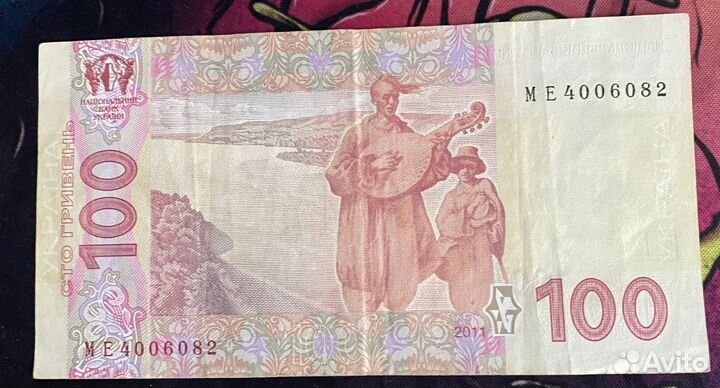 НАЦІОНАЛЬНИЙ
БАНК
УКРАЇНИ
МЕ4006082
УКРАЇНА
СТО ГРИВЕНЬ
100
МЕ4006082
2011
100
Avito